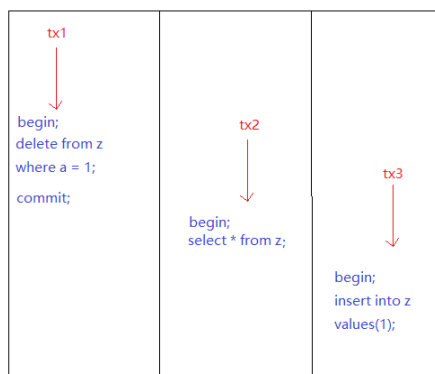 tx1
begin;
delete from z
where a = 1;
commit;
tx2
begin;
select * from z;
tx3
begin;
insert into z
values(1);